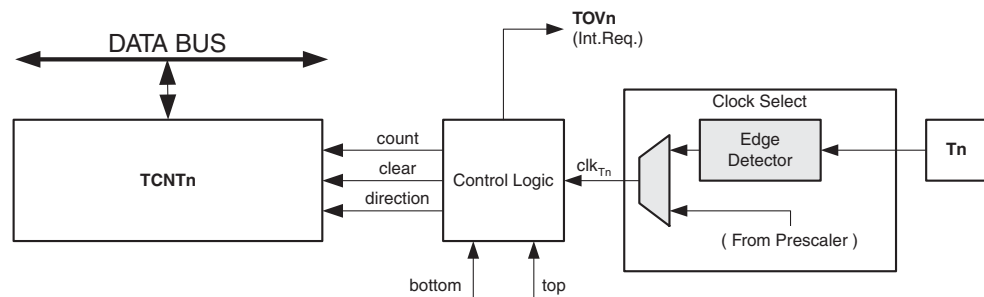 TOVn
(Int.Req.)
DATA BUS
Clock Select
count
Edge
Detector
Tn
TCNTn
clear
Control Logic
clkTn
direction
( From Prescaler )
bottom
top